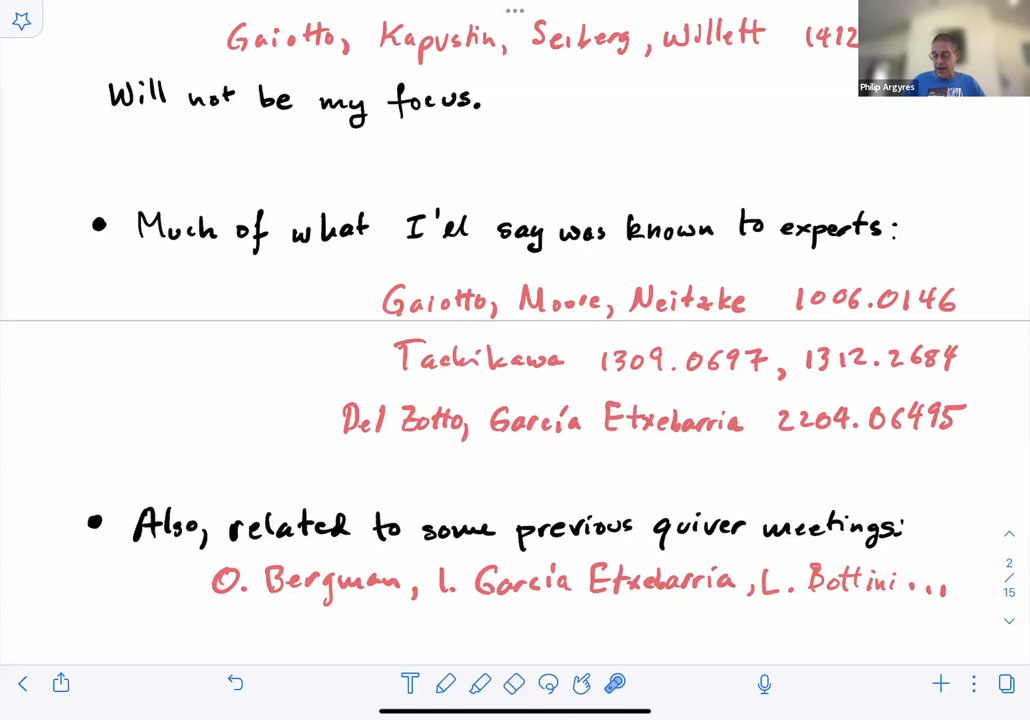 Gaiotto, Kapustin, Seiberg, Willett 1412
Philip Argyres
Will not be my focus.
• Much of what I'll say was known to experts:
Gaiotto, Moore, Neitzke 1006.0146
Tachikawa 1309.0697, 1312.2684
Del Zotto, García Etxebarria 2204.06495
• Also, related to some previous quiver meetings:
O. Bergman, I. García Etxebarria, L. Bottini...
2
/
15
T